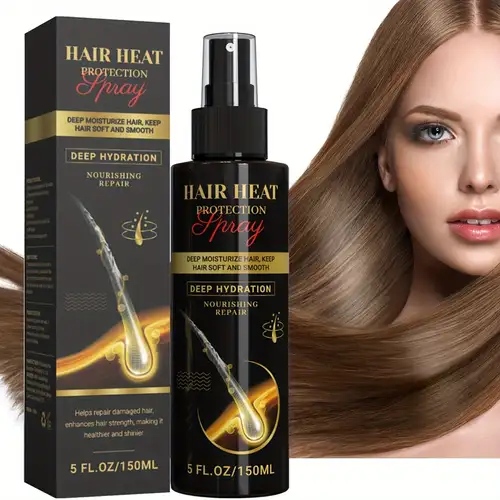 HAIR HEAT
PROTECTION
Spray
DEEP MOISTURIZE HAIR, KEEP
HAIR SOFT AND SMOOTH
DEEP HYDRATION
NOURISHING
REPAIR
Helps repair damaged hair,
enhances hair strength, making it
healthier and shinier
5 FL.OZ/150ML
HAIR HEAT
PROTECTION
Spray
DEEP MOISTURIZE HAIR, KEEP
HAIR SOFT AND SMOOTH
DEEP HYDRATION
NOURISHING
REPAIR
5 FL.OZ/150ML